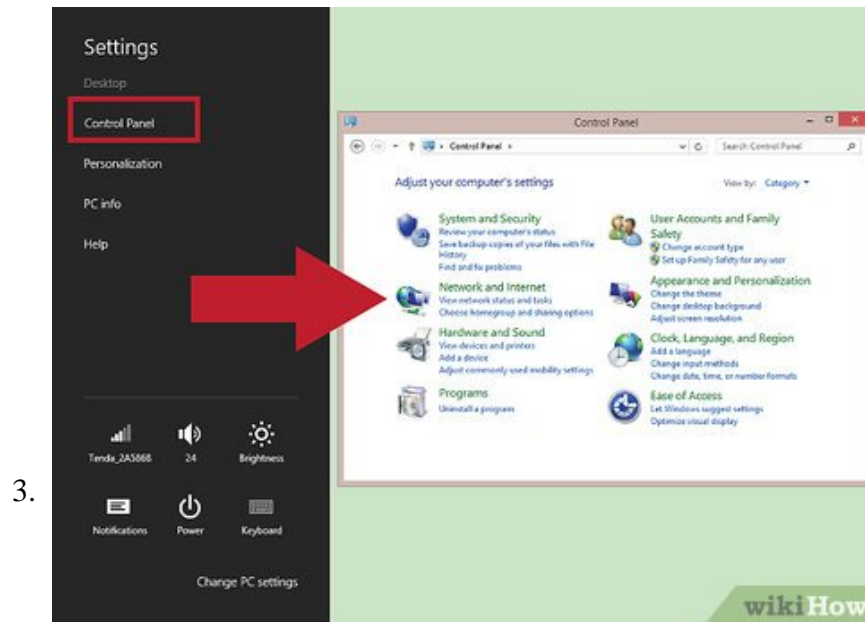 Settings
Desktop
Control Panel
Personalization
PC info
Help
Tenda_2A5868
24
Brightness
Notifications
Power
Keyboard
Change PC settings
Control Panel
Control Panel
Search Control Panel
Adjust your computer's settings
View by: Category
System and Security
Review your computer's status
Save backup copies of your files with File
History
Find and fix problems
Network and Internet
View network status and tasks
Choose homegroup and sharing options
Hardware and Sound
View devices and printers
Add a device
Adjust commonly used mobility settings
Programs
Uninstall a program
User Accounts and Family
Safety
Change account type
Set up Family Safety for any user
Appearance and Personalization
Change the theme
Change desktop background
Adjust screen resolution
Clock, Language, and Region
Add a language
Change input methods
Change date, time, or number formats
Ease of Access
Let Windows suggest settings
Optimize visual display
3.
wikiHow